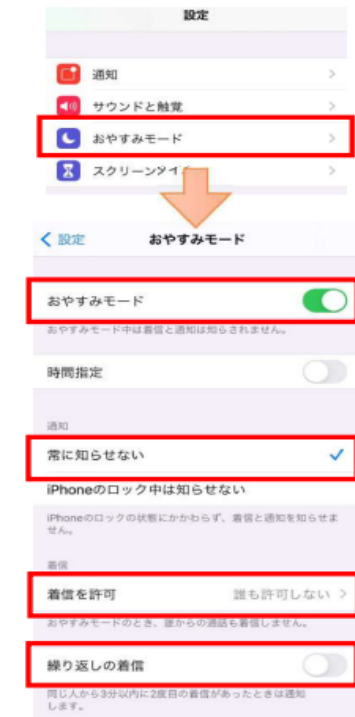 設定
通知
サウンドと触覚
おやすみモード
設定
おやすみモード
おやすみモード
おやすみモード中は着信と通知は知らされません。
時間指定
通知
常に知らせない
iPhoneのロック中は知らせない
iPhoneのロックの状態にかかわらず、着信と通知を知らせま
せん。
着信
着信を許可 誰も許可しない
おやすみモードのとき、誰からの通話も着信しません。
繰り返しの着信
同じ人から3分以内に2度目の着信があったときは通知
します。